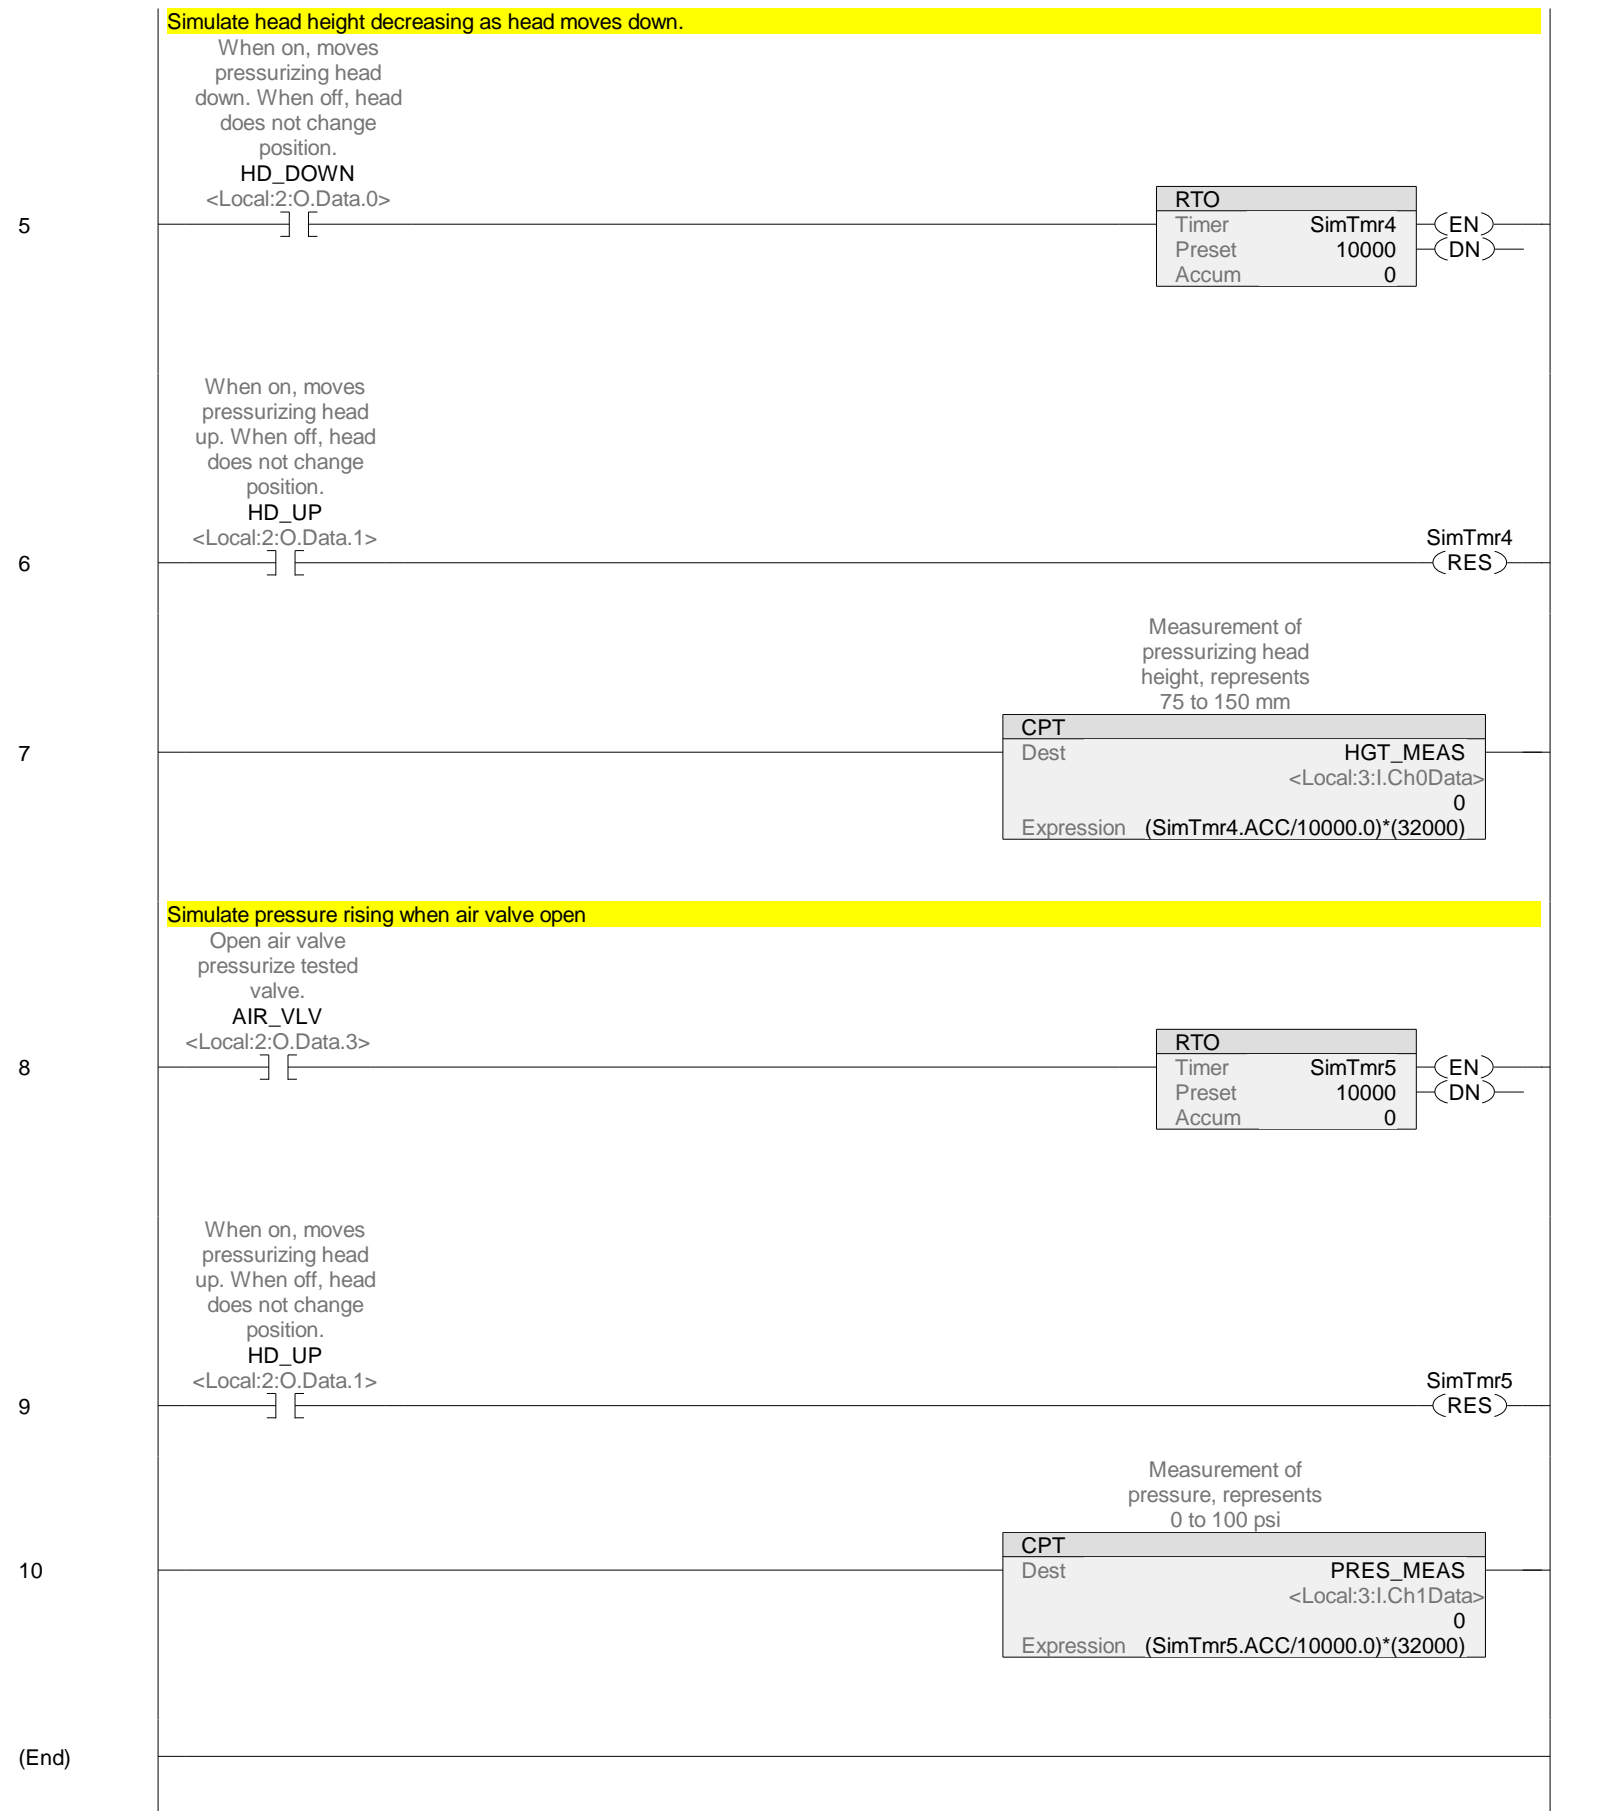 Simulate head height decreasing as head moves down.
When on, moves
pressurizing head
down. When off, head
does not change
position.
HD_DOWN
<Local:2:O.Data.0>
5
RTO
Timer SimTmr4
Preset 10000
Accum 0
EN
DN
When on, moves
pressurizing head
up. When off, head
does not change
position.
HD_UP
<Local:2:O.Data.1>
6
SimTmr4
RES
Measurement of
pressurizing head
height, represents
75 to 150 mm
7
CPT
Dest HGT_MEAS
<Local:3:I.Ch0Data>
0
Expression (SimTmr4.ACC/10000.0)*(32000)
Simulate pressure rising when air valve open
Open air valve
pressurize tested
valve.
AIR_VLV
<Local:2:O.Data.3>
8
RTO
Timer SimTmr5
Preset 10000
Accum 0
EN
DN
When on, moves
pressurizing head
up. When off, head
does not change
position.
HD_UP
<Local:2:O.Data.1>
9
SimTmr5
RES
Measurement of
pressure, represents
0 to 100 psi
10
CPT
Dest PRES_MEAS
<Local:3:I.Ch1Data>
0
Expression (SimTmr5.ACC/10000.0)*(32000)
(End)